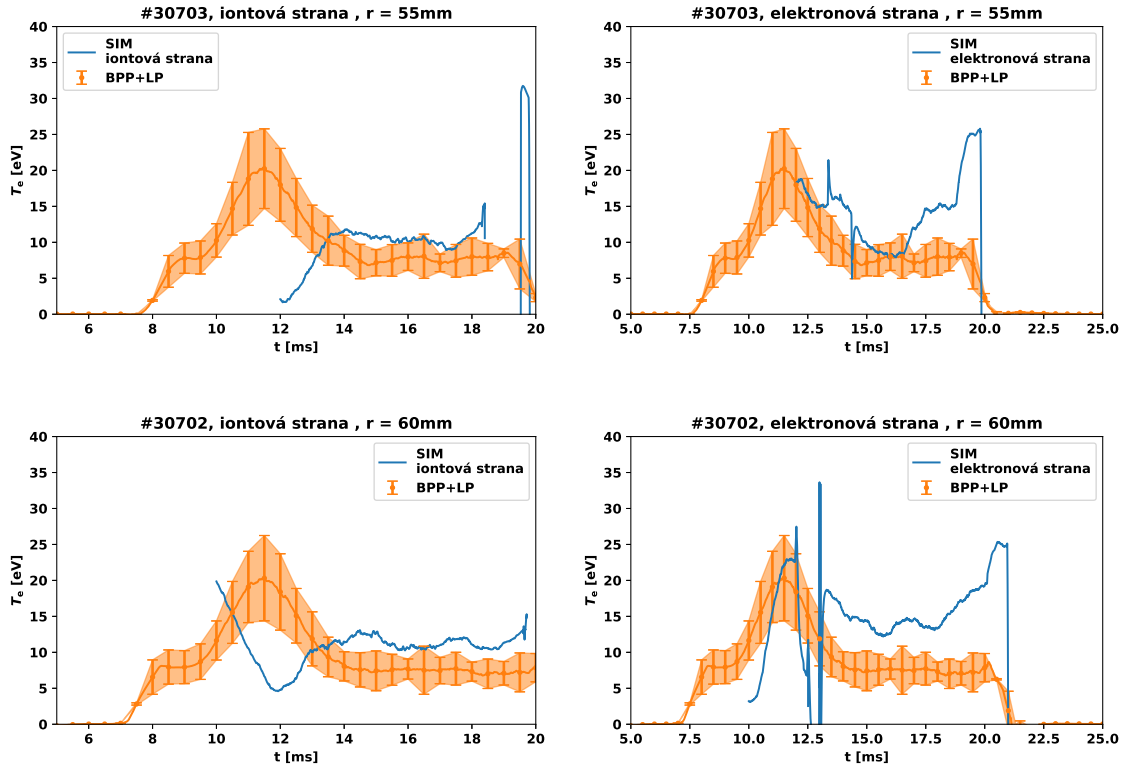 #30703, iontová strana , r = 55mm
SIM
iontová strana
BPP+LP
40
35
30
25
20
15
10
5
0
Te [eV]
6 8 10 12 14 16 18 20
t [ms]
#30703, elektronová strana , r = 55mm
SIM
elektronová strana
BPP+LP
40
35
30
25
20
15
10
5
0
Te [eV]
5.0 7.5 10.0 12.5 15.0 17.5 20.0 22.5 25.0
t [ms]
#30702, iontová strana , r = 60mm
SIM
iontová strana
BPP+LP
40
35
30
25
20
15
10
5
0
Te [eV]
6 8 10 12 14 16 18 20
t [ms]
#30702, elektronová strana , r = 60mm
SIM
elektronová strana
BPP+LP
40
35
30
25
20
15
10
5
0
Te [eV]
5.0 7.5 10.0 12.5 15.0 17.5 20.0 22.5 25.0
t [ms]